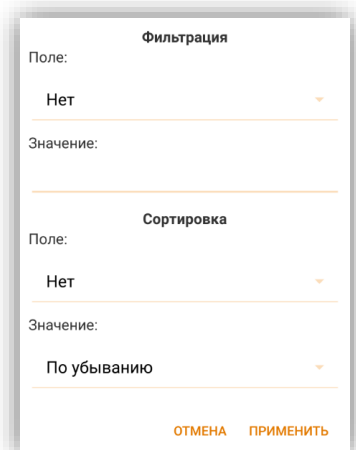 Фильтрация
Поле:
Нет
Значение:
Сортировка
Поле:
Нет
Значение:
По убыванию
ОТМЕНА ПРИМЕНИТЬ